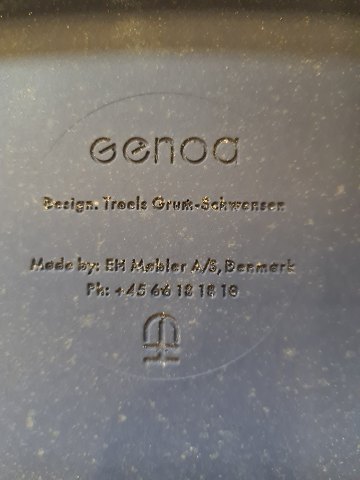 Genoa
Design: Troels Grum-Schwensen
Made by: EH Møbler A/S, Denmark
Ph: +45 66 18 18 18